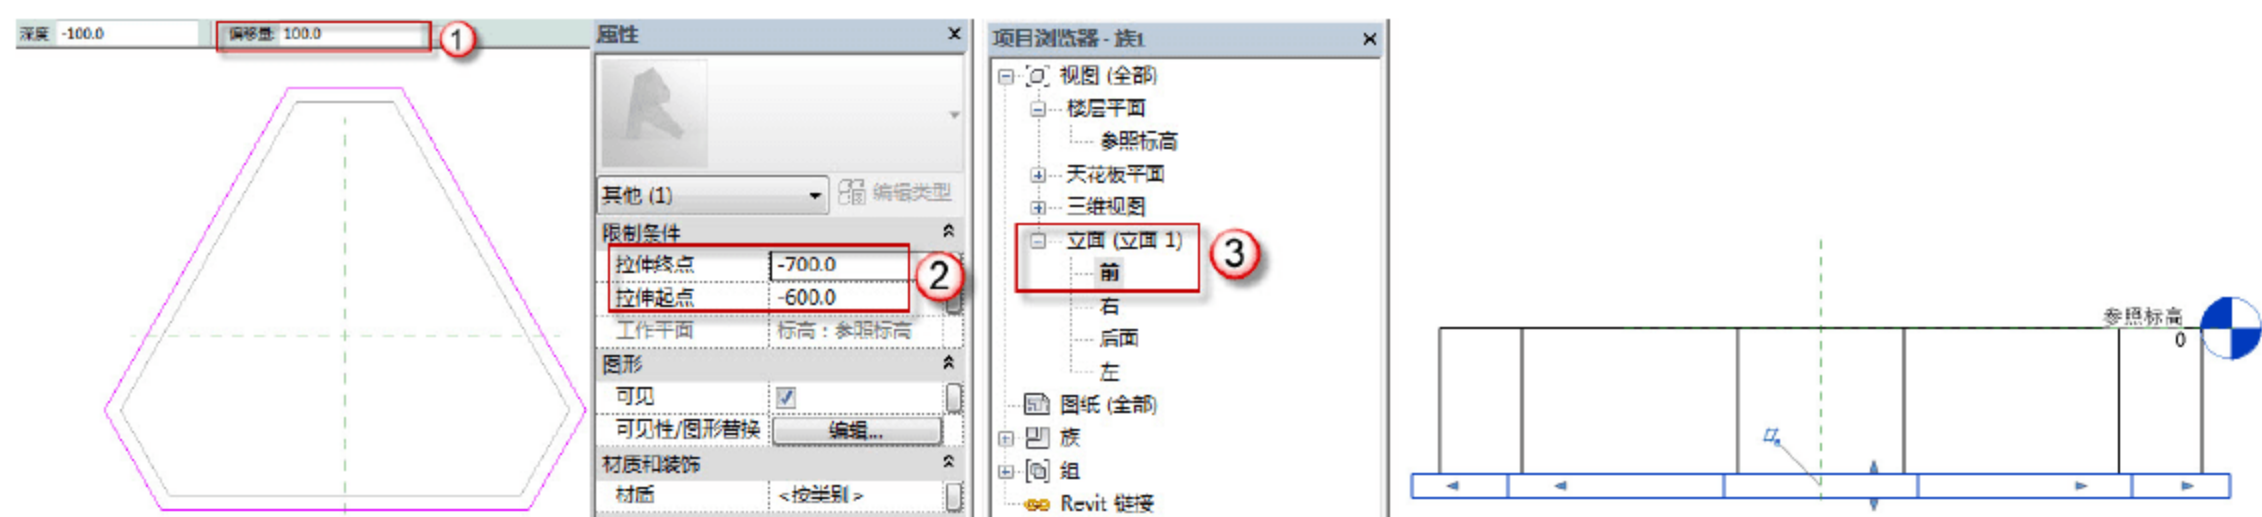 深度 -100.0
偏移量: 100.0
1
属性
其他 (1)
编辑类型
限制条件
拉伸终点 -700.0
拉伸起点 -600.0
2
工作平面 标高 : 参照标高
图形
可见
可见性/图形替换 编辑...
材质和装饰
材质 <按类别>
项目浏览器 - 族1
视图 (全部)
楼层平面
参照标高
天花板平面
三维视图
立面 (立面 1)
3
前
右
后面
左
图纸 (全部)
族
组
Revit 链接
参照标高
0